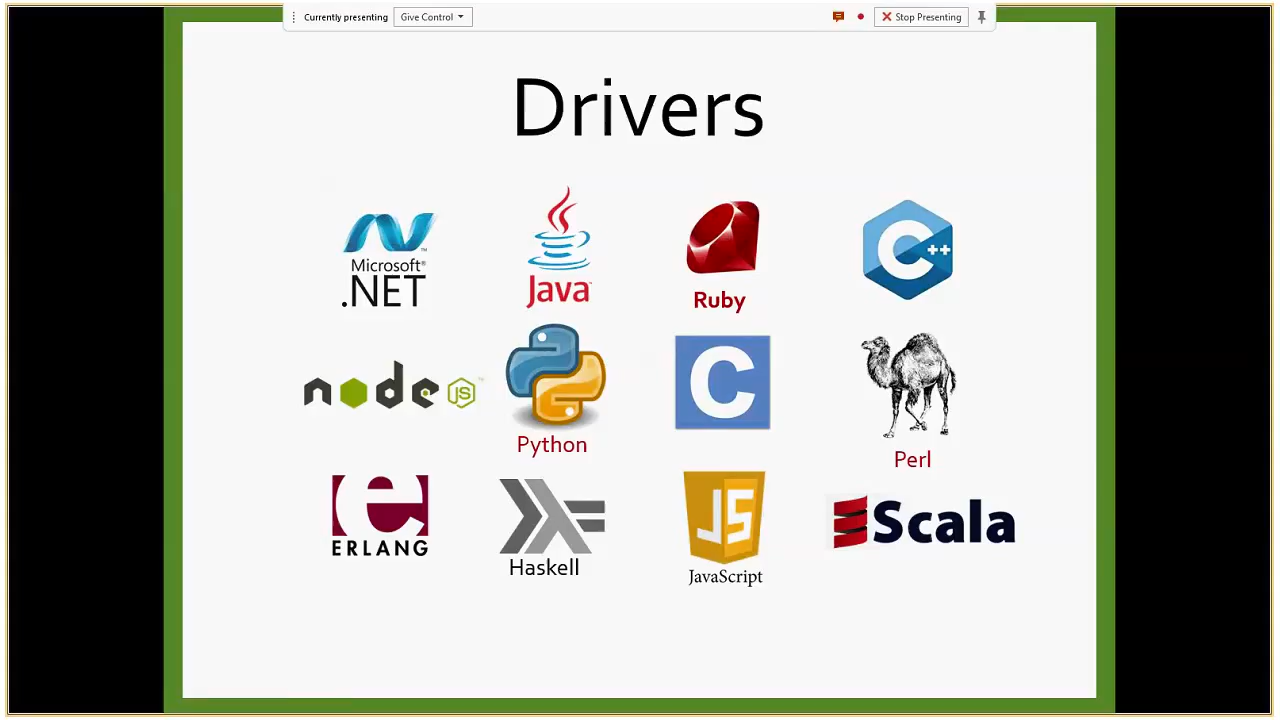 Currently presenting
Give Control
Stop Presenting
Drivers
Microsoft®
.NET
Java
Ruby
C++
node JS
Python
C
Perl
e
ERLANG
Haskell
JS
JavaScript
Scala